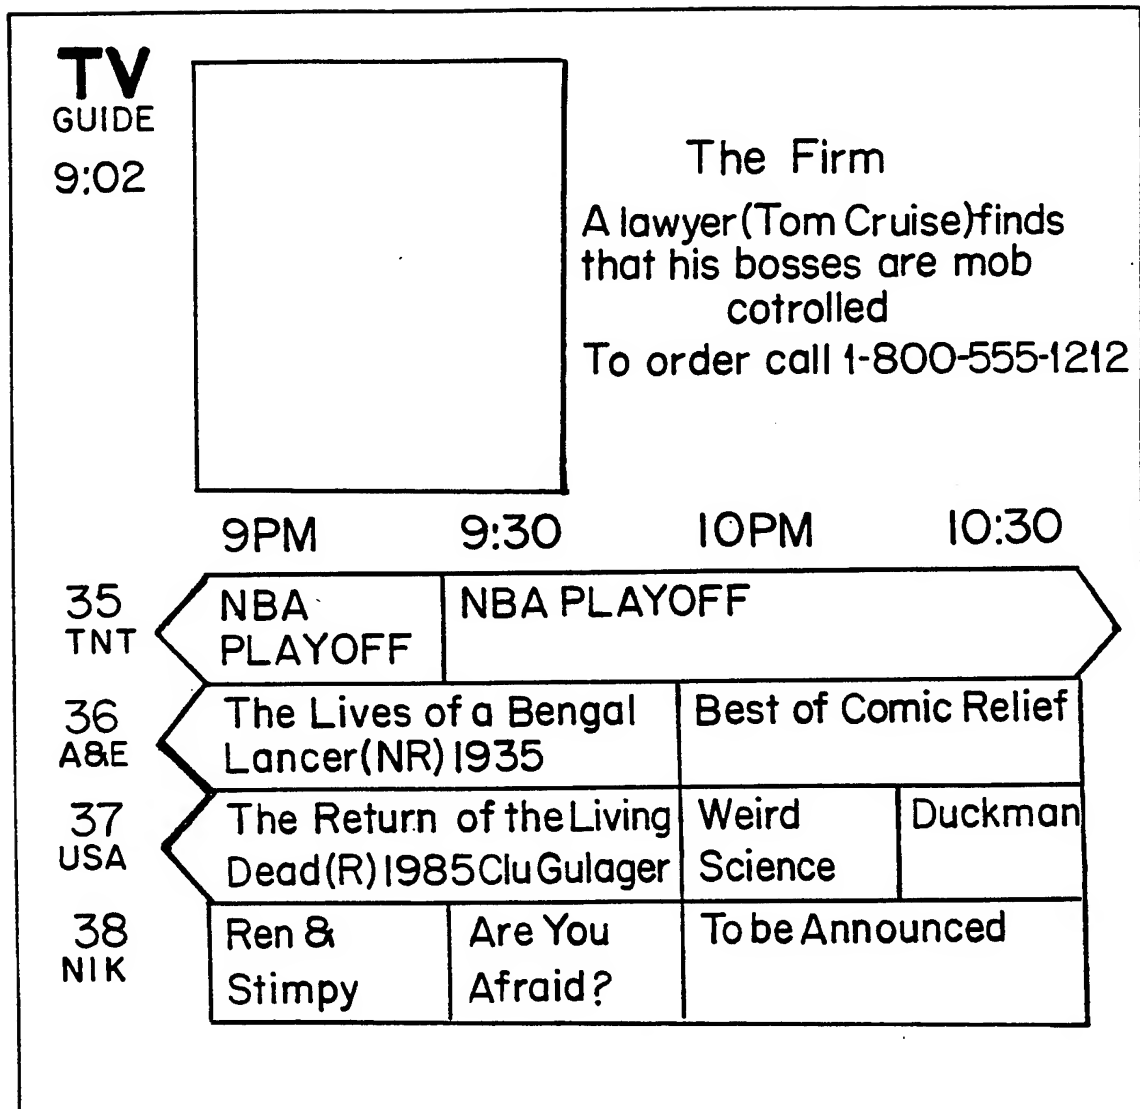 TV
GUIDE
9:02
The Firm
A lawyer (Tom Cruise) finds
that his bosses are mob
cotrolled
To order call 1-800-555-1212
9PM 9:30 10PM 10:30
35
TNT
NBA
PLAYOFF
NBA PLAYOFF
36
A&E
The Lives of a Bengal
Lancer (NR) 1935
Best of Comic Relief
37
USA
The Return of the Living
Dead (R) 1985 Clu Gulager
Weird
Science
Duckman
38
NIK
Ren &
Stimpy
Are You
Afraid?
To be Announced